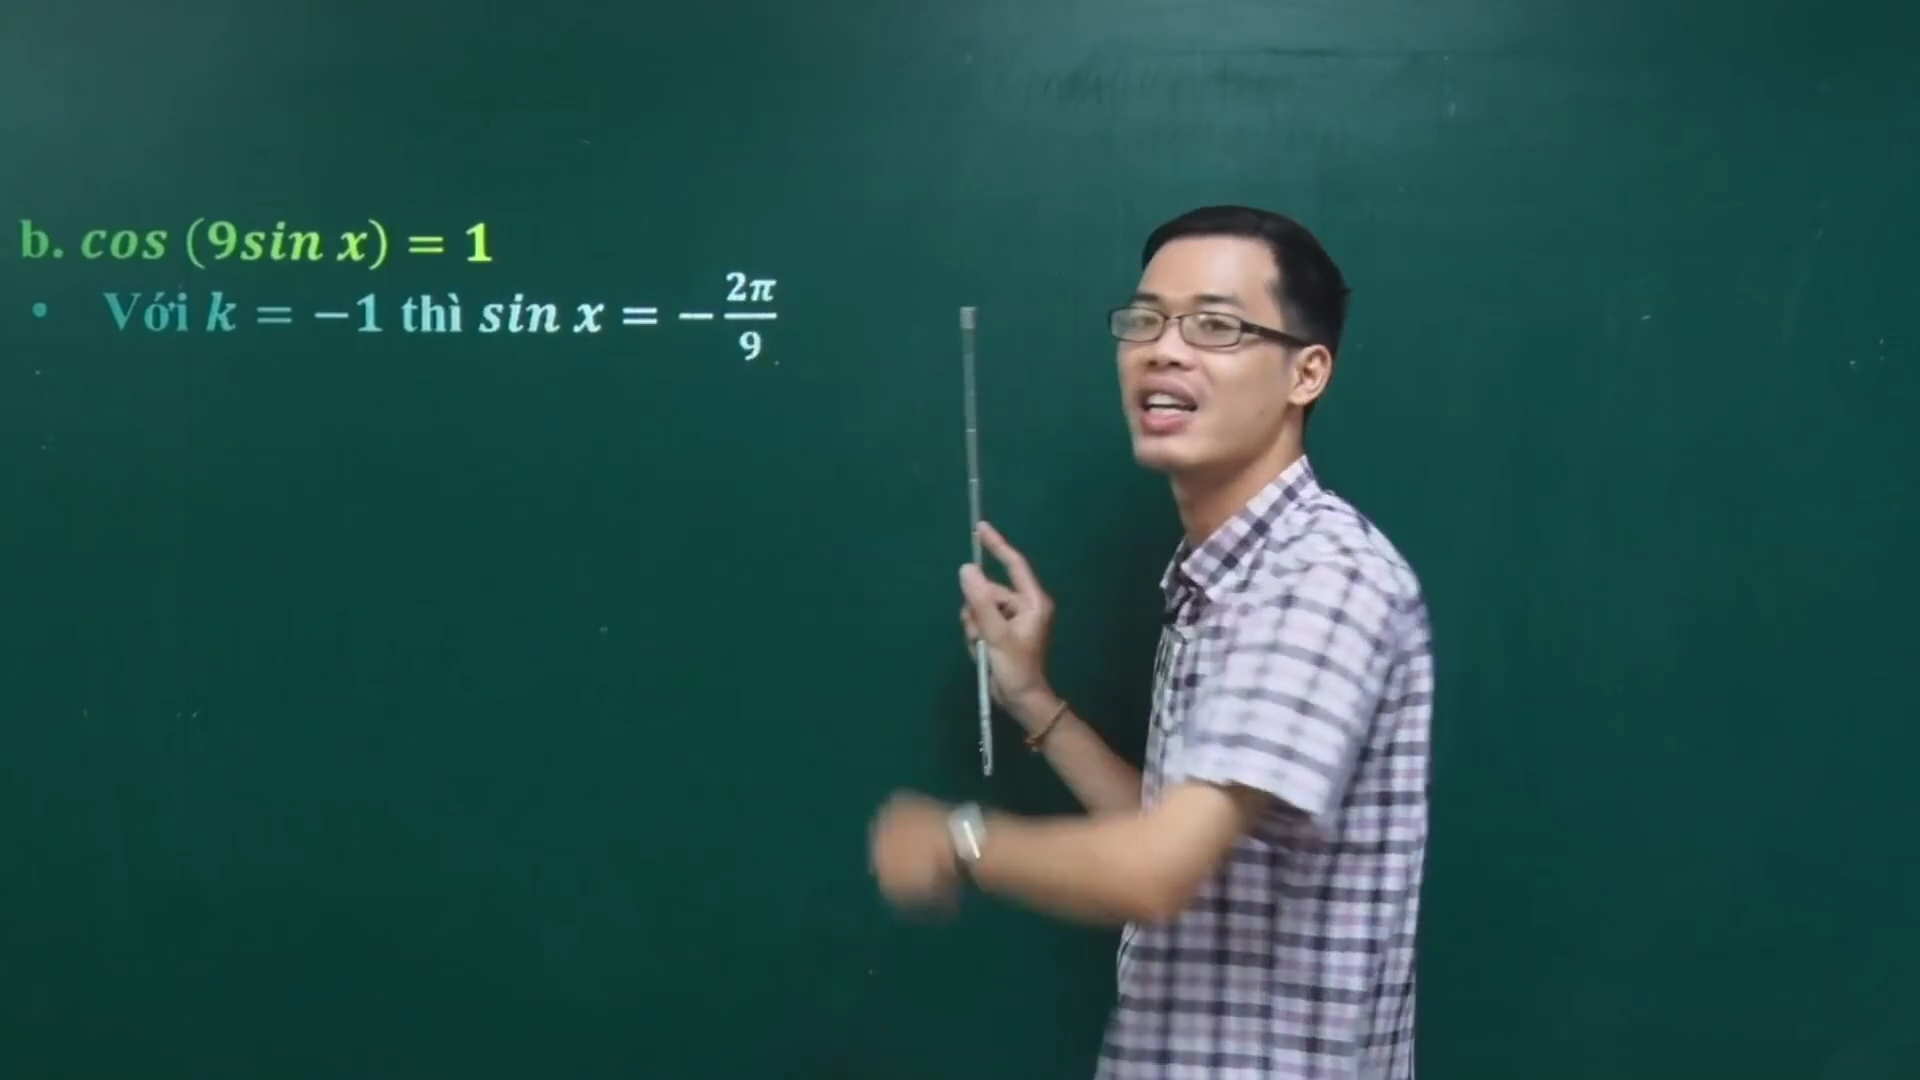 b. cos (9sin x) = 1
• Với k = −1 thì sin x = −2π/9